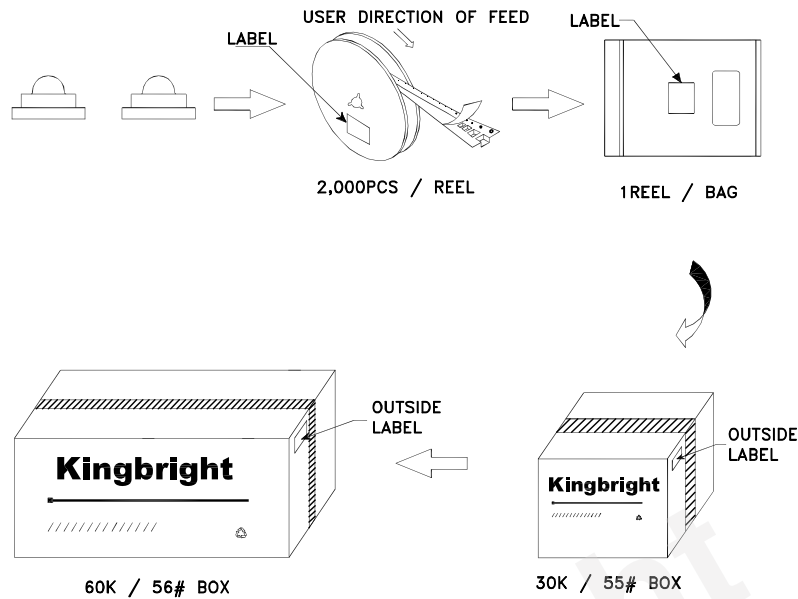 USER DIRECTION OF FEED
LABEL
LABEL
2,000PCS / REEL
1REEL / BAG
OUTSIDE
LABEL
Kingbright
60K / 56# BOX
OUTSIDE
LABEL
Kingbright
30K / 55# BOX